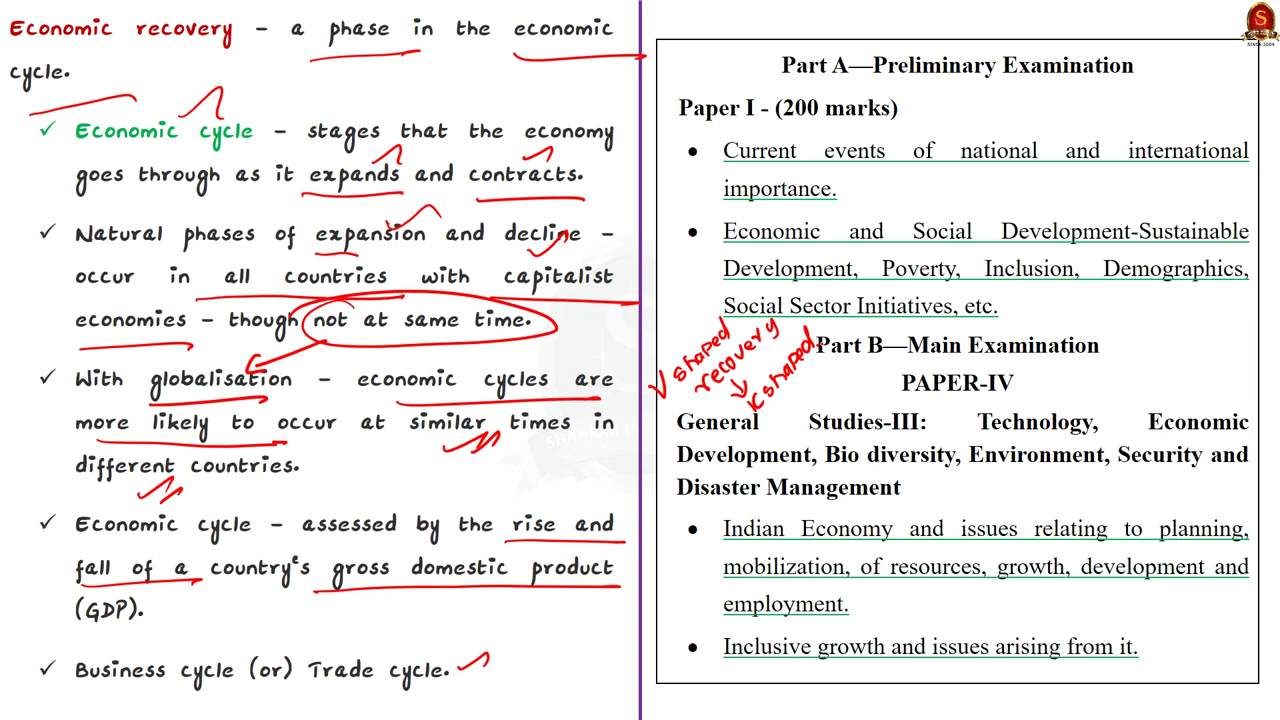 Economic recovery – a phase in the economic
cycle.
✓ Economic cycle – stages that the economy
goes through as it expands and contracts.
✓ Natural phases of expansion and decline –
occur in all countries with capitalist
economies – though not at same time.
✓ With globalisation – economic cycles are
more likely to occur at similar times in
different countries.
✓ Economic cycle – assessed by the rise and
fall of a country's gross domestic product
(GDP).
✓ Business cycle (or) Trade cycle.
S
SINCE 2004
Part A—Preliminary Examination
Paper I - (200 marks)
• Current events of national and international
importance.
• Economic and Social Development-Sustainable
Development, Poverty, Inclusion, Demographics,
Social Sector Initiatives, etc.
V shaped
recovery
↓
K shaped
Part B—Main Examination
PAPER-IV
General Studies-III: Technology, Economic
Development, Bio diversity, Environment, Security and
Disaster Management
• Indian Economy and issues relating to planning,
mobilization, of resources, growth, development and
employment.
• Inclusive growth and issues arising from it.